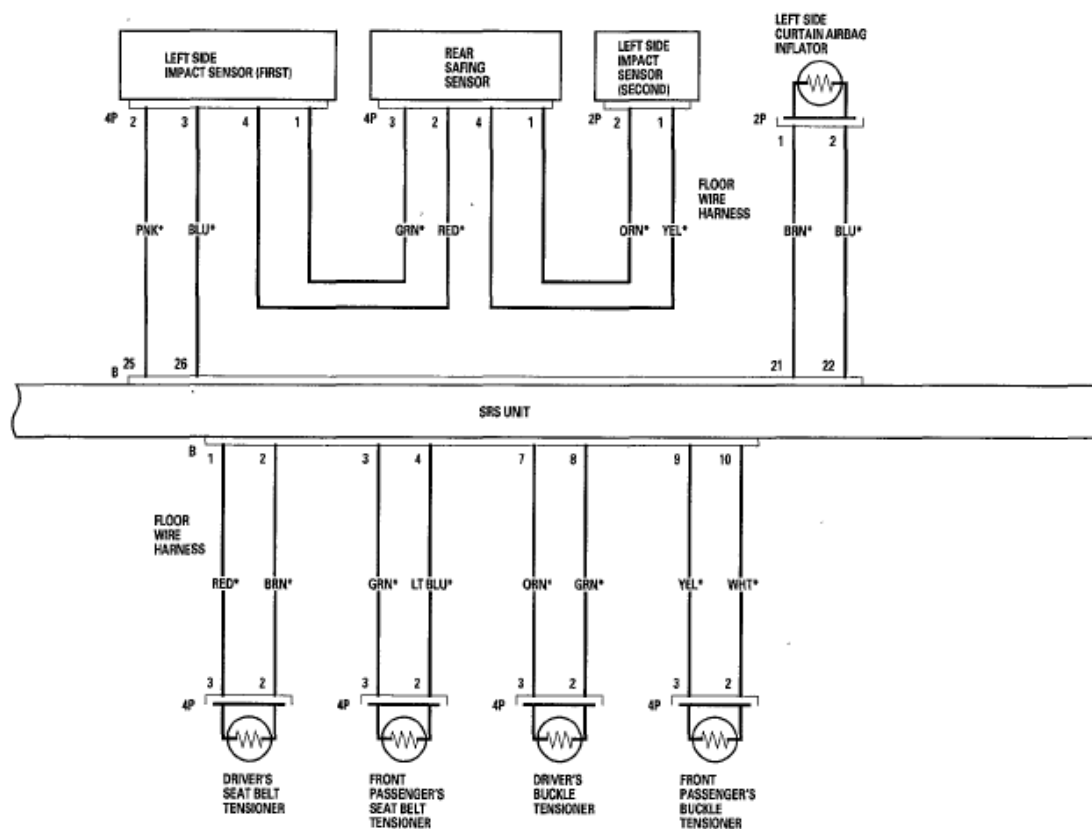 LEFT SIDE
IMPACT SENSOR (FIRST)
REAR
SAFING
SENSOR
LEFT SIDE
IMPACT
SENSOR
(SECOND)
LEFT SIDE
CURTAIN AIRBAG
INFLATOR
4P 2 3 4 1
4P 3 2 4 1
2P 2 1
2P 1 2
FLOOR
WIRE
HARNESS
PNK* BLU* GRN* RED* ORN* YEL* BRN* BLU*
B 25 26 21 22
SRS UNIT
B 1 2 3 4 7 8 9 10
FLOOR
WIRE
HARNESS
RED* BRN* GRN* LT BLU* ORN* GRN* YEL* WHT*
4P 3 2
4P 3 2
4P 3 2
4P 3 2
DRIVER'S
SEAT BELT
TENSIONER
FRONT
PASSENGER'S
SEAT BELT
TENSIONER
DRIVER'S
BUCKLE
TENSIONER
FRONT
PASSENGER'S
BUCKLE
TENSIONER